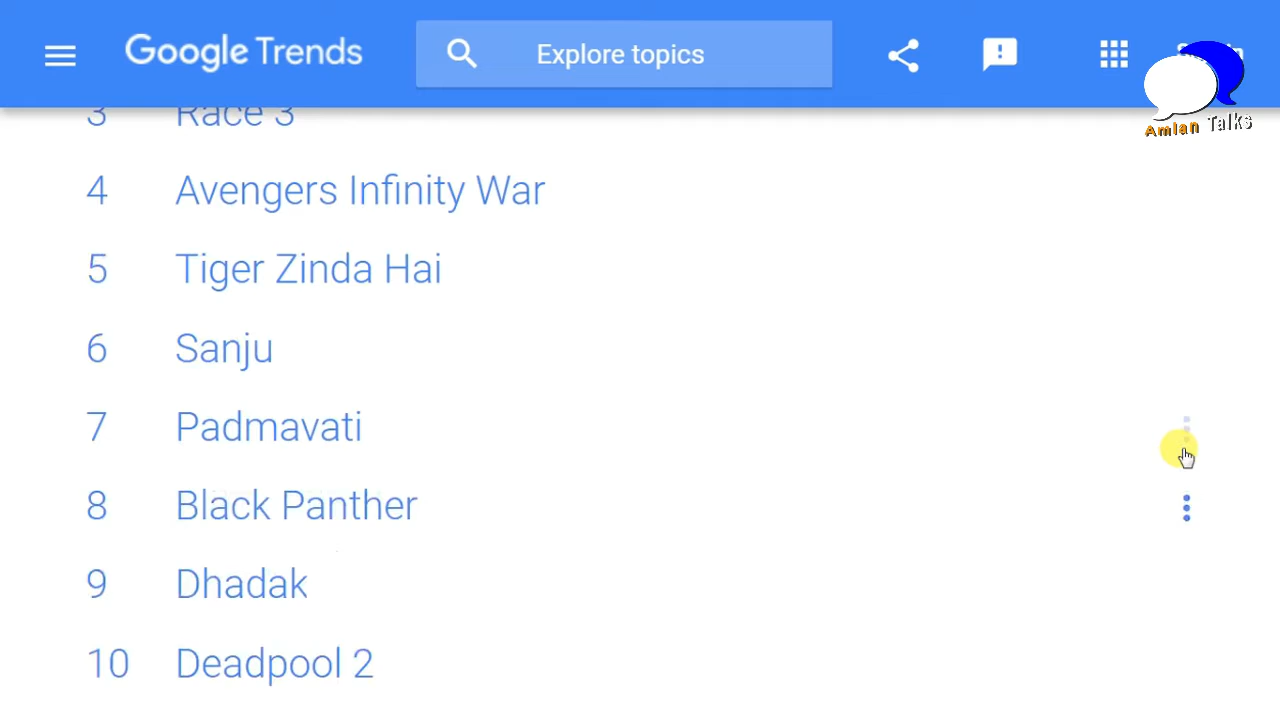 Google Trends
Explore topics
Amlan Talks
3 Race 3
4 Avengers Infinity War
5 Tiger Zinda Hai
6 Sanju
7 Padmavati
8 Black Panther
9 Dhadak
10 Deadpool 2